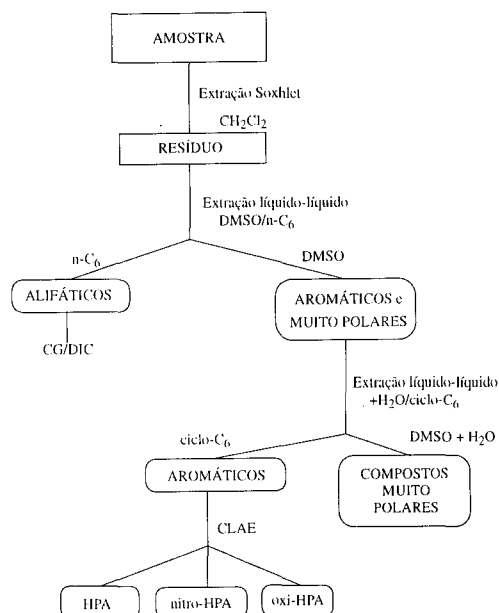 AMOSTRA
Extração Soxhlet
CH₂Cl₂
RESÍDUO
Extração líquido-líquido
DMSO/n-C₆
n-C₆
DMSO
ALIFÁTICOS
AROMÁTICOS e
MUITO POLARES
CG/DIC
Extração líquido-líquido
+H₂O/ciclo-C₆
ciclo-C₆
DMSO + H₂O
AROMÁTICOS
COMPOSTOS
MUITO
POLARES
CLAE
HPA
nitro-HPA
oxi-HPA